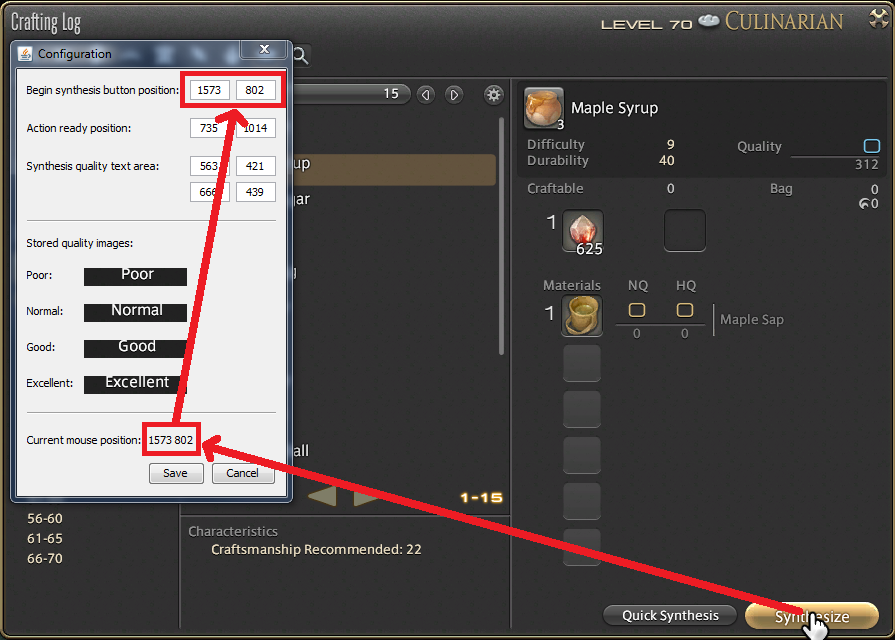 Crafting Log
LEVEL 70 CULINARIAN
Configuration
Begin synthesis button position: 1573 802
Action ready position: 735 1014
Synthesis quality text area: 563 421
439
Stored quality images:
Poor: Poor
Normal: Normal
Good: Good
Excellent: Excellent
Current mouse position: 1573 802
Save Cancel
15
up
all
1-15
56-60
61-65
66-70
Characteristics
Craftsmanship Recommended: 22
Maple Syrup
3
Difficulty 9
Durability 40
Quality
312
Craftable 0
Bag 0
0
1 625
Materials NQ HQ
1
0 0
Maple Sap
Quick Synthesis
Synthesize